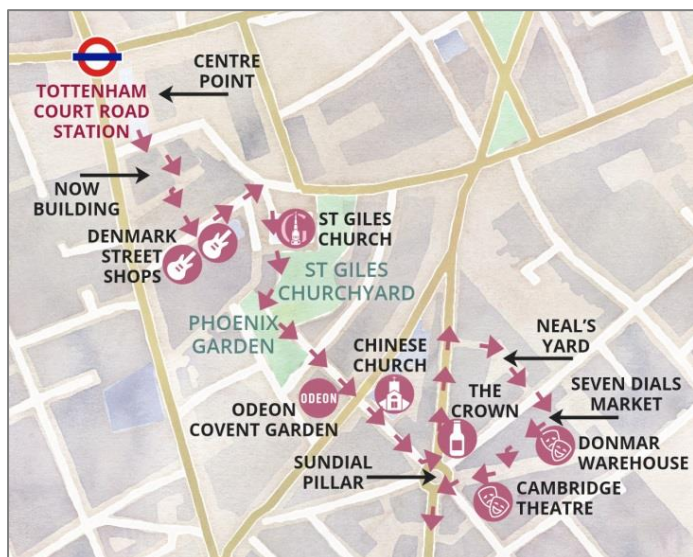 CENTRE
POINT
TOTTENHAM
COURT ROAD
STATION
NOW
BUILDING
DENMARK
STREET
SHOPS
ST GILES
CHURCH
ST GILES
CHURCHYARD
PHOENIX
GARDEN
CHINESE
CHURCH
ODEON
ODEON
COVENT GARDEN
NEAL'S
YARD
THE
CROWN
SEVEN DIALS
MARKET
DONMAR
WAREHOUSE
SUNDIAL
PILLAR
CAMBRIDGE
THEATRE